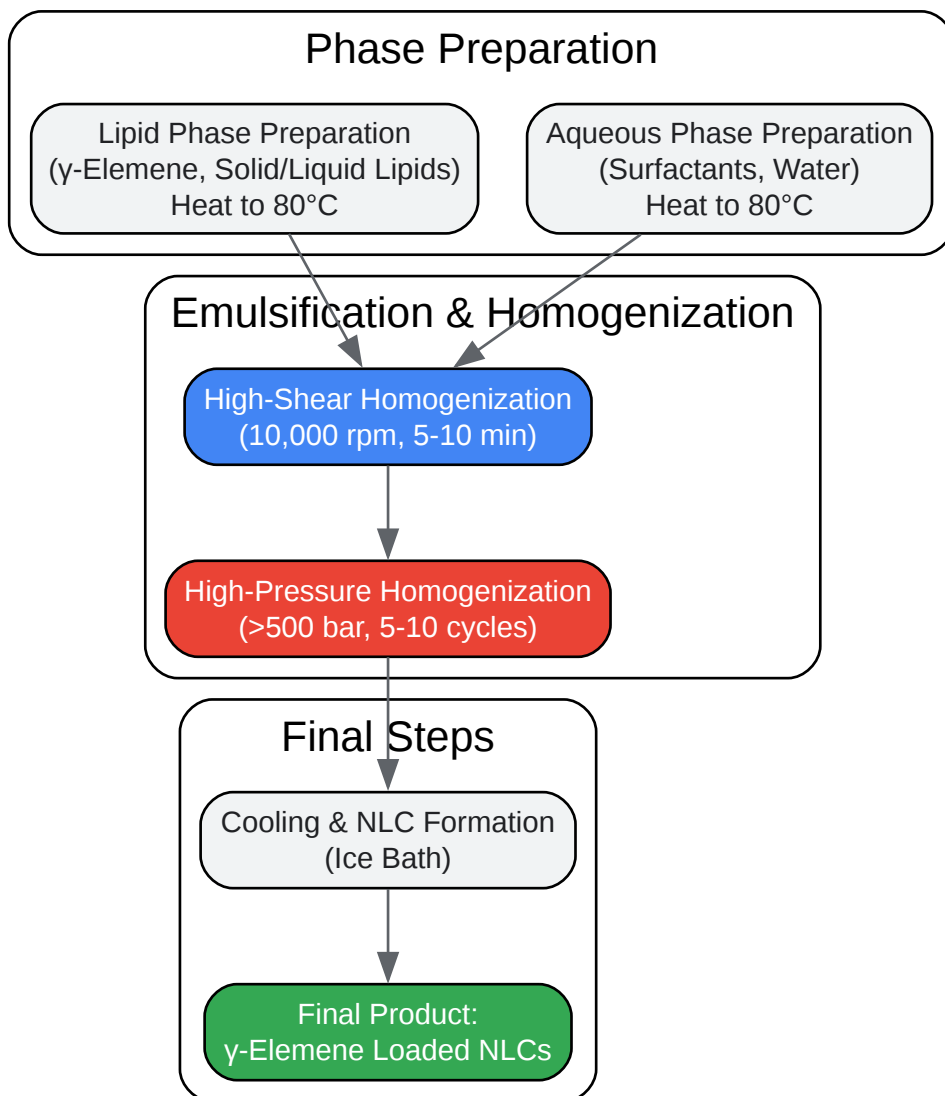 Phase Preparation
Lipid Phase Preparation
(γ-Elemene, Solid/Liquid Lipids)
Heat to 80°C
Aqueous Phase Preparation
(Surfactants, Water)
Heat to 80°C
Emulsification & Homogenization
High-Shear Homogenization
(10,000 rpm, 5-10 min)
High-Pressure Homogenization
(>500 bar, 5-10 cycles)
Final Steps
Cooling & NLC Formation
(Ice Bath)
Final Product:
γ-Elemene Loaded NLCs